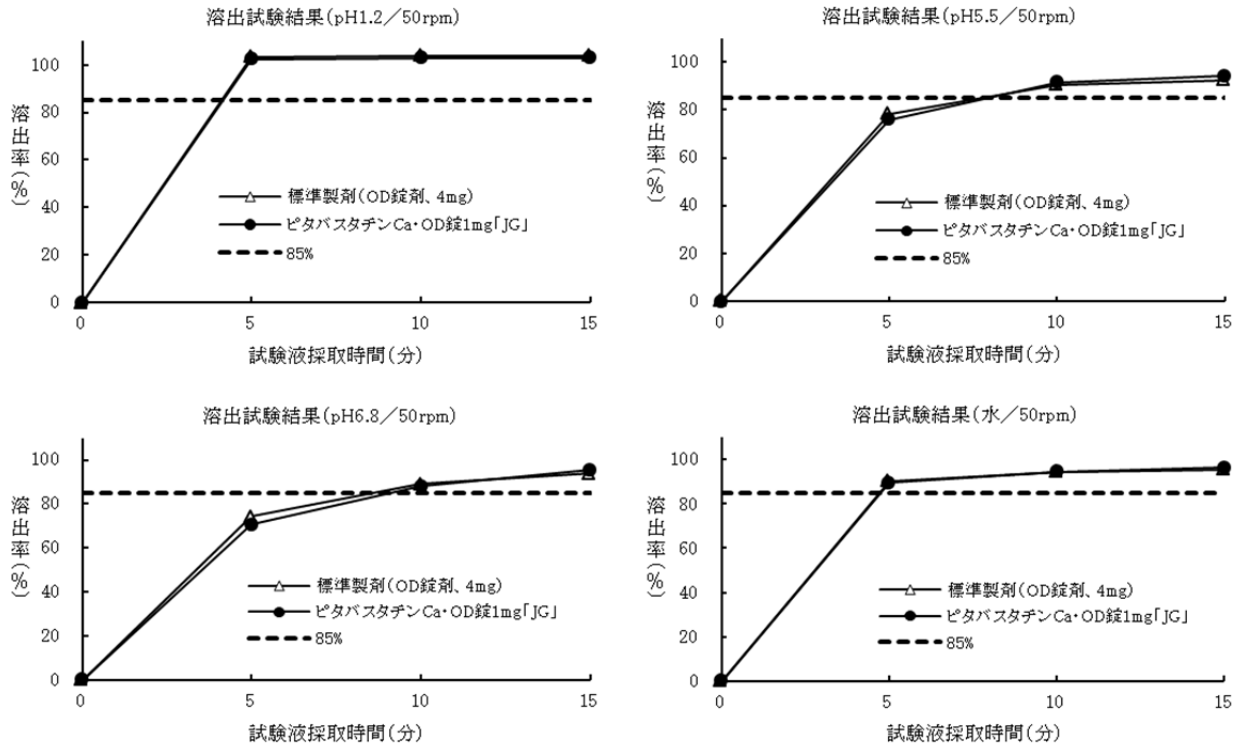 溶出試験結果(pH1.2／50rpm)
溶出率(%)
100
80
60
40
20
0
標準製剤(OD錠剤、4mg)
ピタバスタチンCa・OD錠1mg｢JG｣
85%
0 5 10 15
試験液採取時間(分)
溶出試験結果(pH5.5／50rpm)
溶出率(%)
100
80
60
40
20
0
標準製剤(OD錠剤、4mg)
ピタバスタチンCa・OD錠1mg｢JG｣
85%
0 5 10 15
試験液採取時間(分)
溶出試験結果(pH6.8／50rpm)
溶出率(%)
100
80
60
40
20
0
標準製剤(OD錠剤、4mg)
ピタバスタチンCa・OD錠1mg｢JG｣
85%
0 5 10 15
試験液採取時間(分)
溶出試験結果(水／50rpm)
溶出率(%)
100
80
60
40
20
0
標準製剤(OD錠剤、4mg)
ピタバスタチンCa・OD錠1mg｢JG｣
85%
0 5 10 15
試験液採取時間(分)